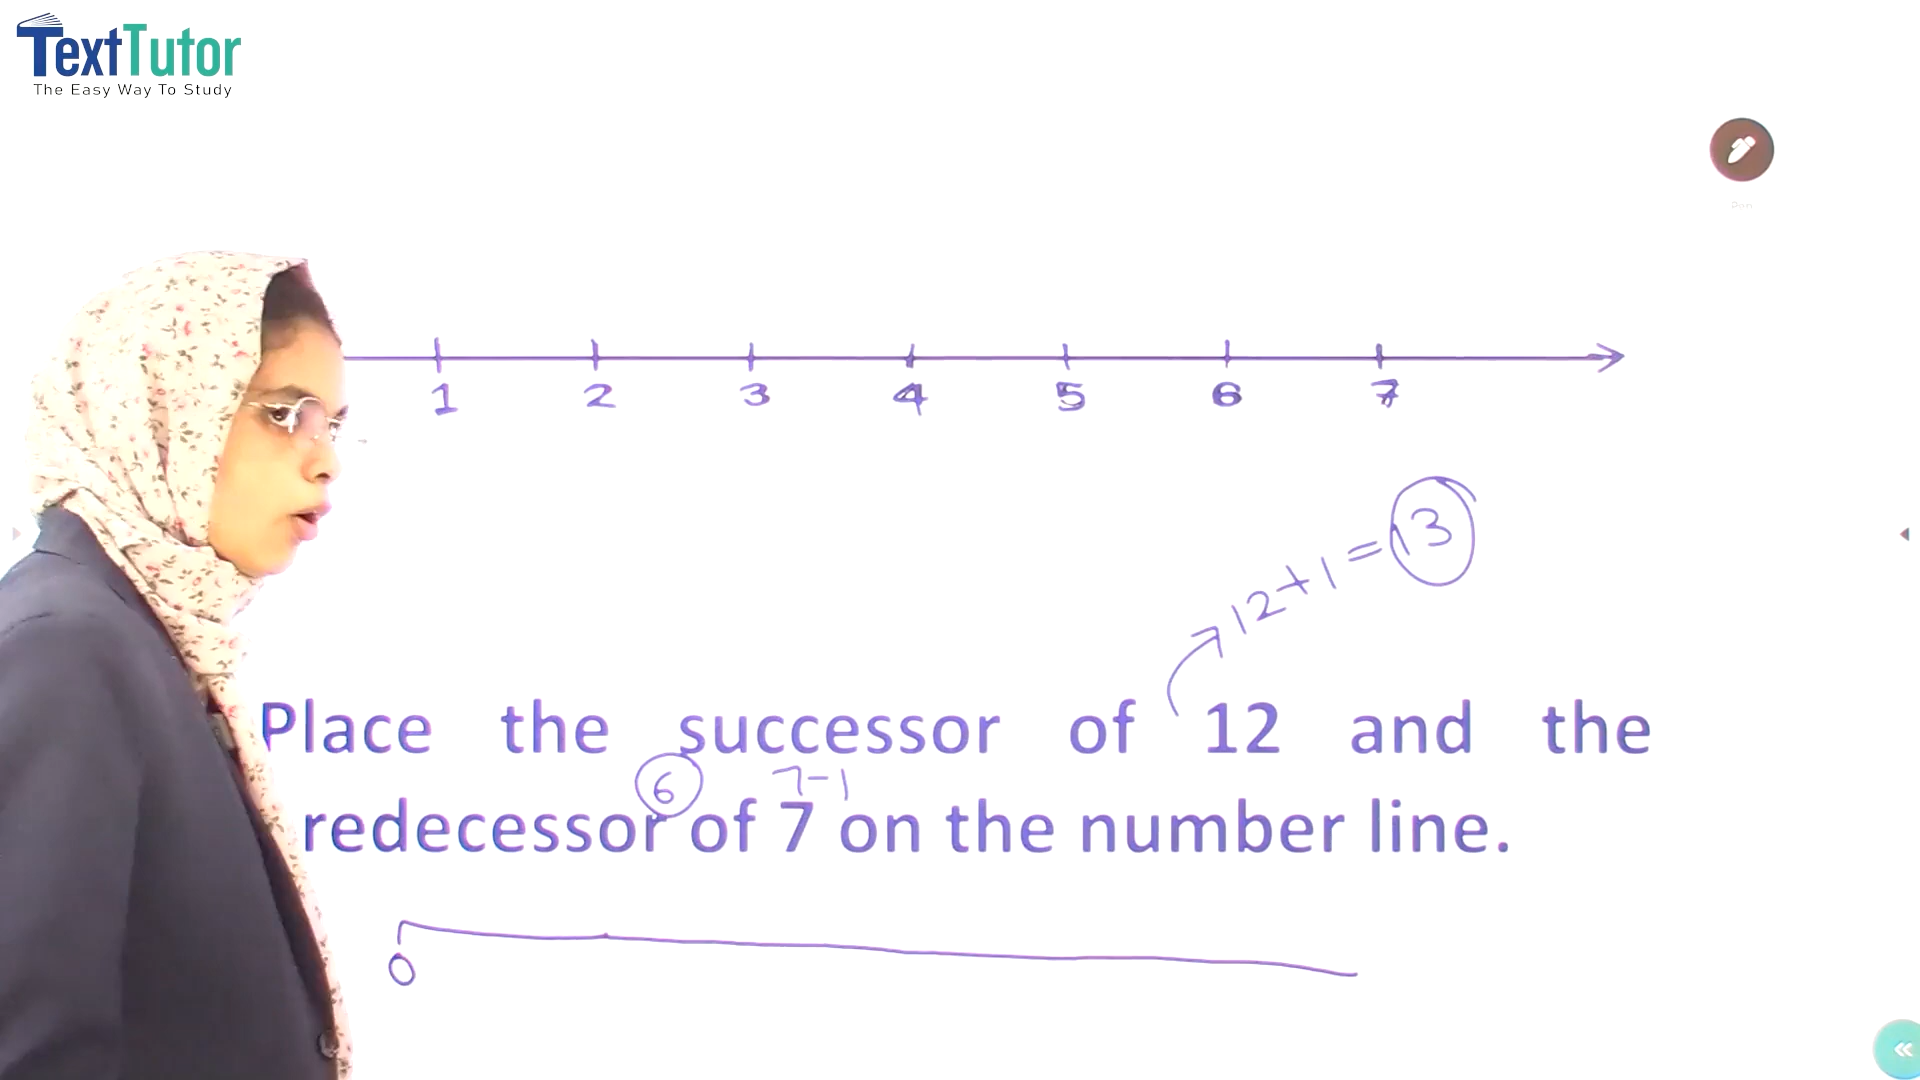 TextTutor
The Easy Way To Study
1 2 3 4 5 6 7
12+1=13
Place the successor of 12 and the
6 7-1
redecessor of 7 on the number line.
0